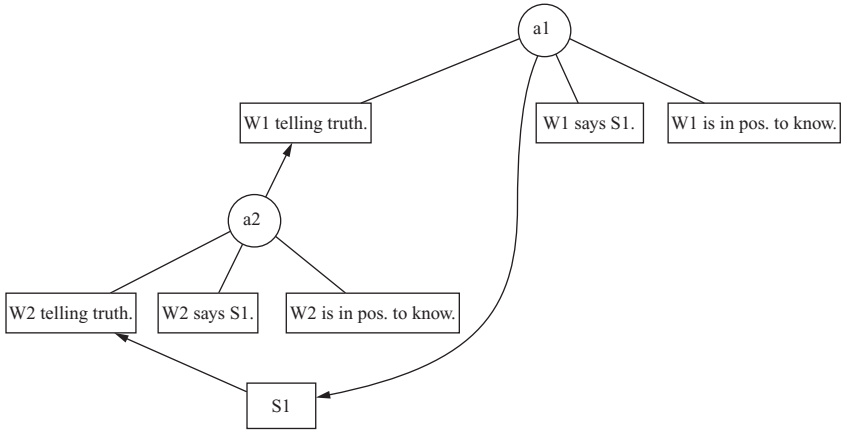 a1
W1 telling truth.
W1 says S1.
W1 is in pos. to know.
a2
W2 telling truth.
W2 says S1.
W2 is in pos. to know.
S1